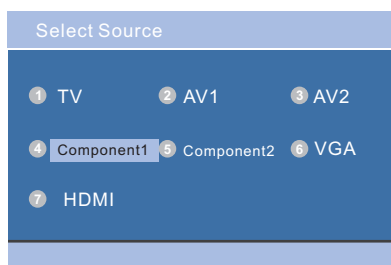 Select Source
1 TV 2 AV1 3 AV2
4 Component1 5 Component2 6 VGA
7 HDMI